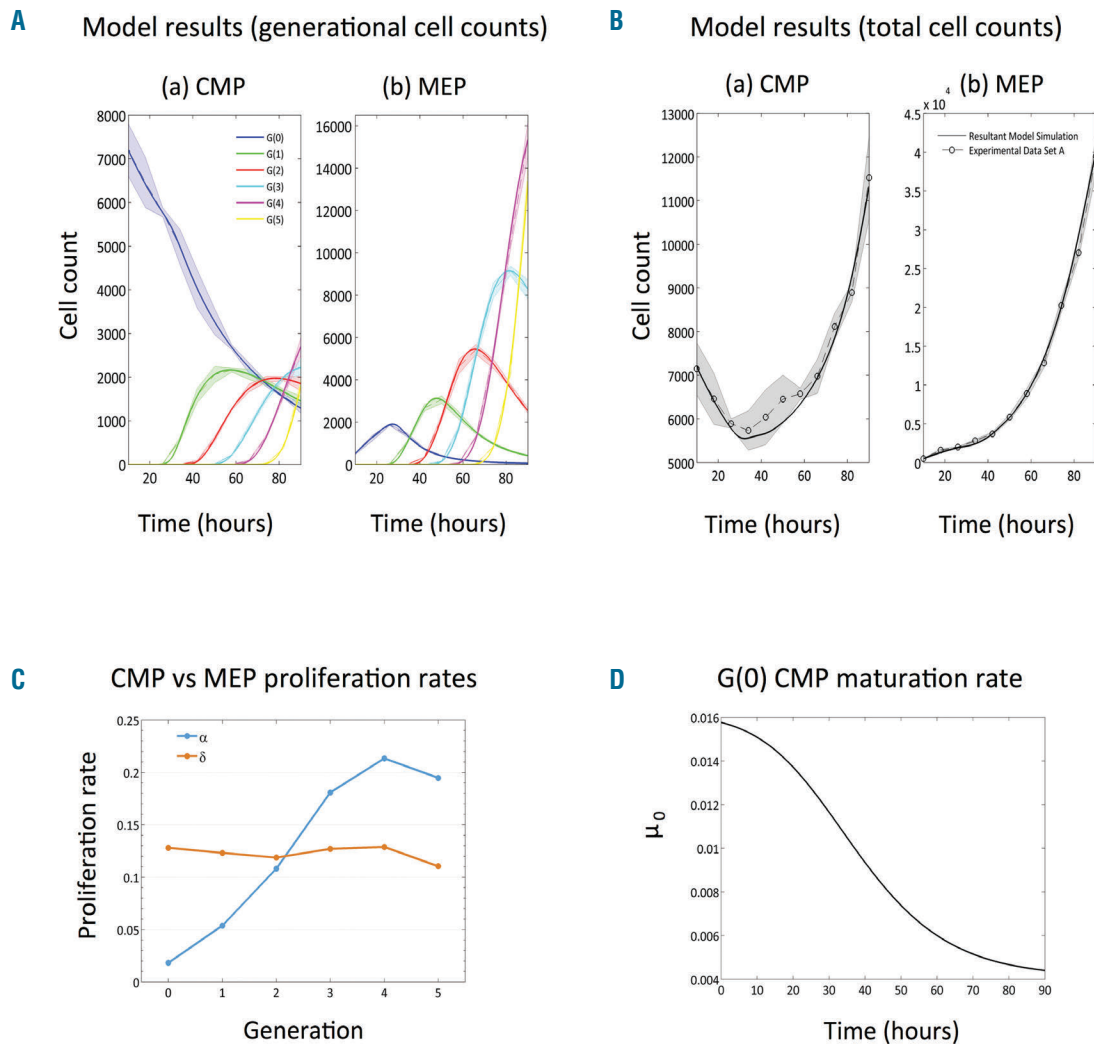 A
Model results (generational cell counts)
(a) CMP
(b) MEP
8000
7000
6000
5000
4000
3000
2000
1000
0
G(0)
G(1)
G(2)
G(3)
G(4)
G(5)
16000
14000
12000
10000
8000
6000
4000
2000
0
Cell count
20 40 60 80
20 40 60 80
Time (hours)
Time (hours)
B
Model results (total cell counts)
(a) CMP
(b) MEP
x 10⁴
13000
12000
11000
10000
9000
8000
7000
6000
5000
4.5
4
3.5
3
2.5
2
1.5
1
0.5
0
Resultant Model Simulation
Experimental Data Set A
Cell count
20 40 60 80
20 40 60 80
Time (hours)
Time (hours)
C
CMP vs MEP proliferation rates
0.25
0.2
0.15
0.1
0.05
0
α
δ
Proliferation rate
0 1 2 3 4 5
Generation
D
G(0) CMP maturation rate
0.016
0.014
0.012
0.01
0.008
0.006
0.004
μ₀
0 10 20 30 40 50 60 70 80 90
Time (hours)